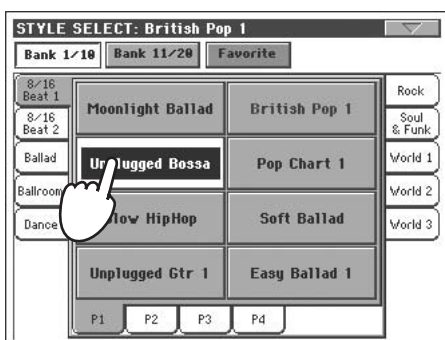 STYLE SELECT: British Pop 1
Bank 1/10 Bank 11/20 Favorite
8/16
Beat 1
8/16
Beat 2
Ballad
Ballroom
Dance
Moonlight Ballad British Pop 1
Unplugged Bossa Pop Chart 1
Slow HipHop Soft Ballad
Unplugged Gtr 1 Easy Ballad 1
Rock
Soul
& Funk
World 1
World 2
World 3
P1 P2 P3 P4